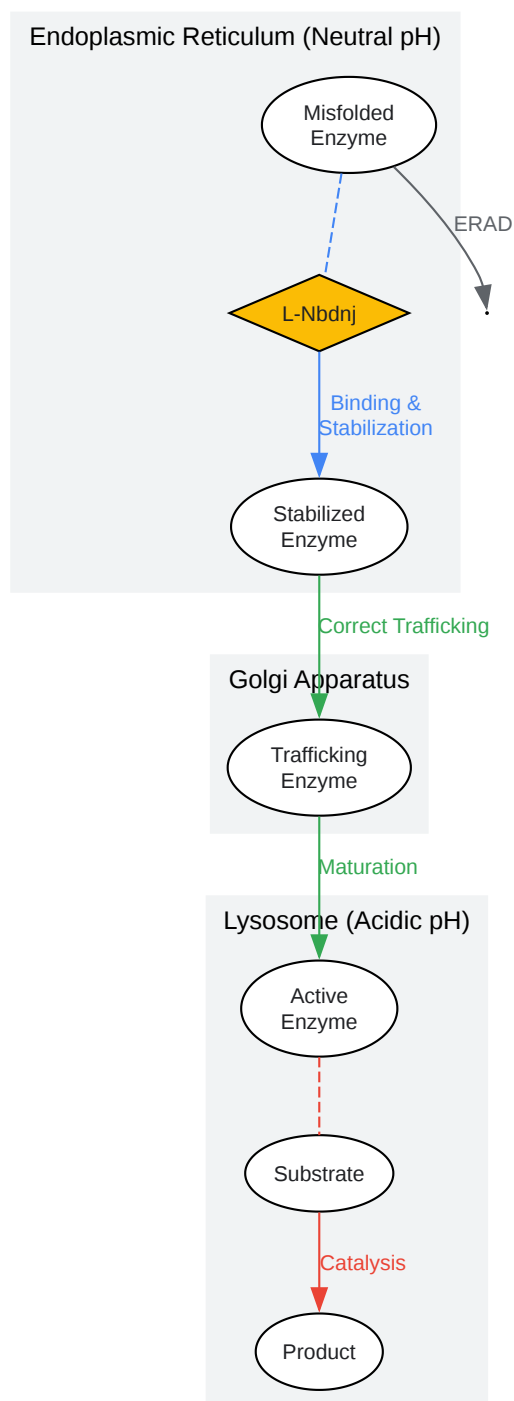 Endoplasmic Reticulum (Neutral pH)
Misfolded
Enzyme
ERAD
L-Nbdnj
Binding &
Stabilization
Stabilized
Enzyme
Correct Trafficking
Golgi Apparatus
Trafficking
Enzyme
Maturation
Lysosome (Acidic pH)
Active
Enzyme
Substrate
Catalysis
Product